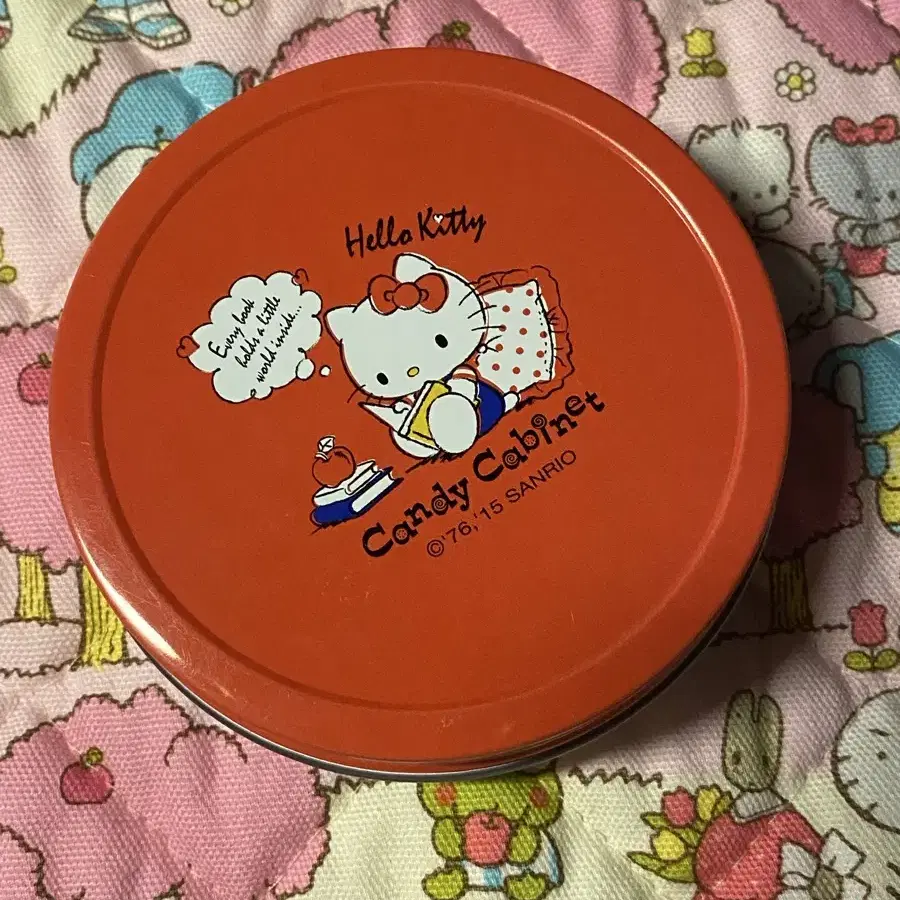 Hello Kitty
Every book
holds a little
world inside...
Candy Cabinet
©'76,'15 SANRIO